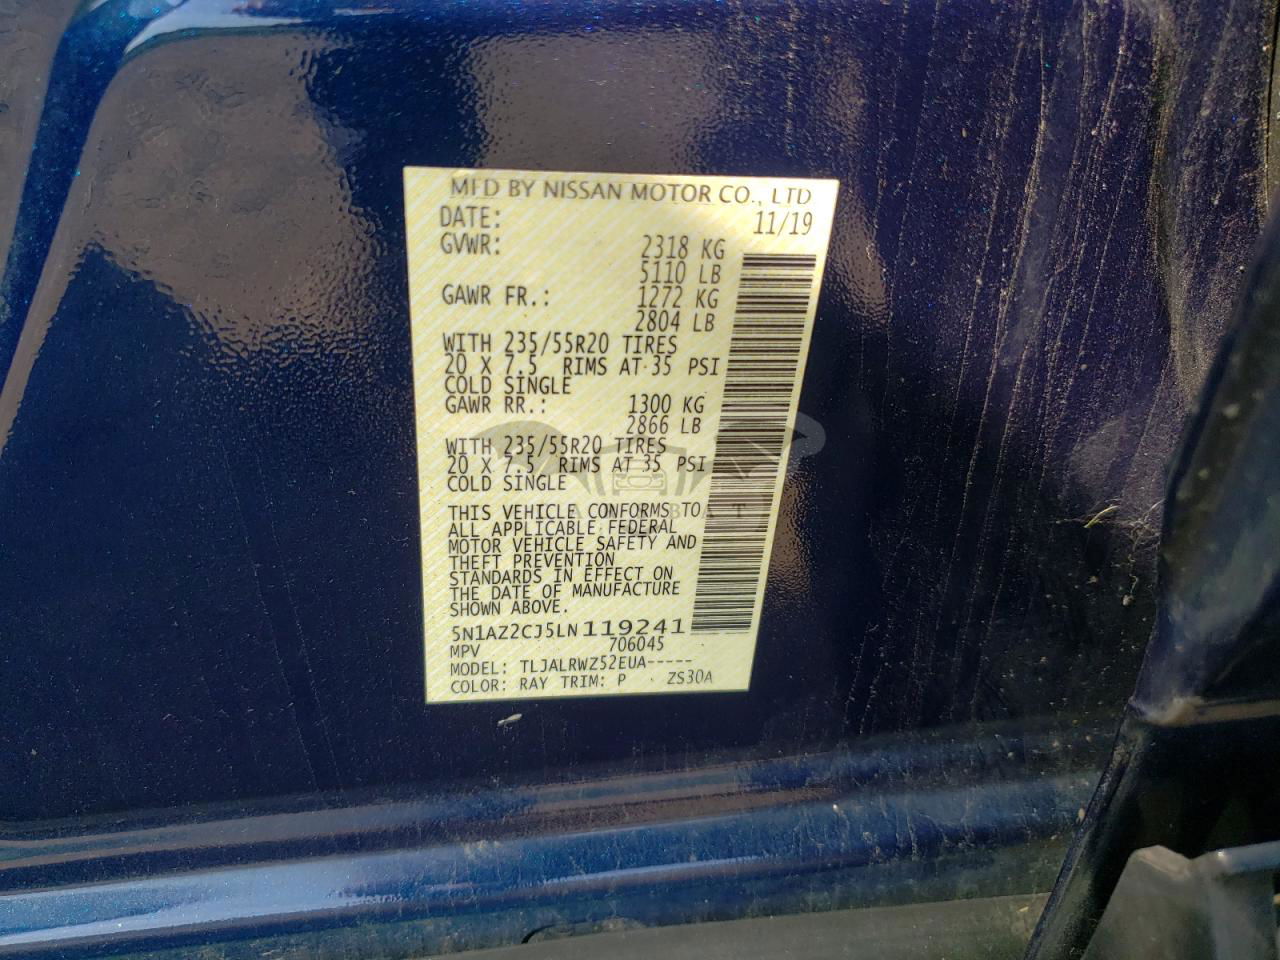 MFD BY NISSAN MOTOR CO., LTD
DATE: 11/19
GVWR: 2318 KG
5110 LB
GAWR FR.: 1272 KG
2804 LB
WITH 235/55R20 TIRES
20 X 7.5 RIMS AT 35 PSI
COLD SINGLE
GAWR RR.: 1300 KG
2866 LB
WITH 235/55R20 TIRES
20 X 7.5 RIMS AT 35 PSI
COLD SINGLE
THIS VEHICLE CONFORMS TO
ALL APPLICABLE FEDERAL
MOTOR VEHICLE SAFETY AND
THEFT PREVENTION
STANDARDS IN EFFECT ON
THE DATE OF MANUFACTURE
SHOWN ABOVE.
5N1AZ2CJ5LN119241
MPV 706045
MODEL: TLJALRWZ52EUA-----
COLOR: RAY TRIM: P ZS30A